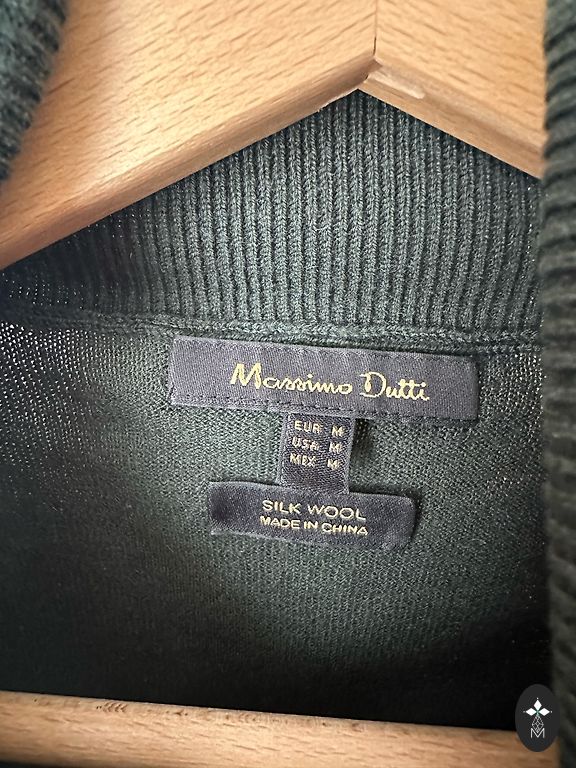 Massimo Dutti
EUR M
USA M
MEX M
SILK WOOL
MADE IN CHINA
M